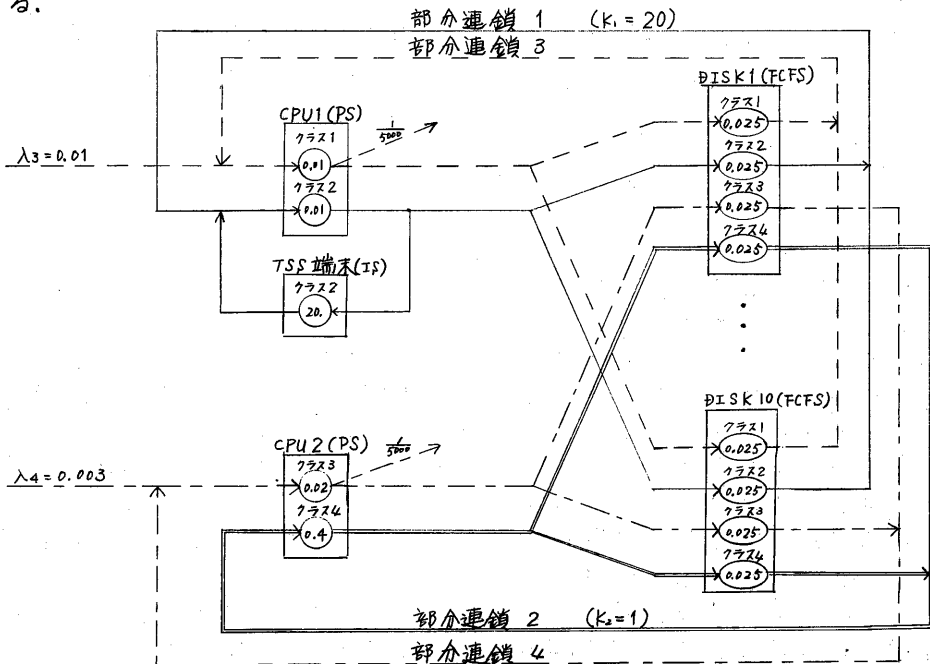 る.
部分連鎖 1 (K₁ = 20)
部分連鎖 3
DISK1(FCFS)
CPU1(PS)
クラス1
0.01
クラス2
0.01
1/5000
λ3=0.01
TSS 端末(IS)
クラス2
20.
クラス1
0.025
クラス2
0.025
クラス3
0.025
クラス4
0.025
DISK10(FCFS)
クラス1
0.025
クラス2
0.025
クラス3
0.025
クラス4
0.025
CPU2(PS)
クラス3
0.02
クラス4
0.4
1/5000
λ4=0.003
部分連鎖 2 (K₂=1)
部分連鎖 4